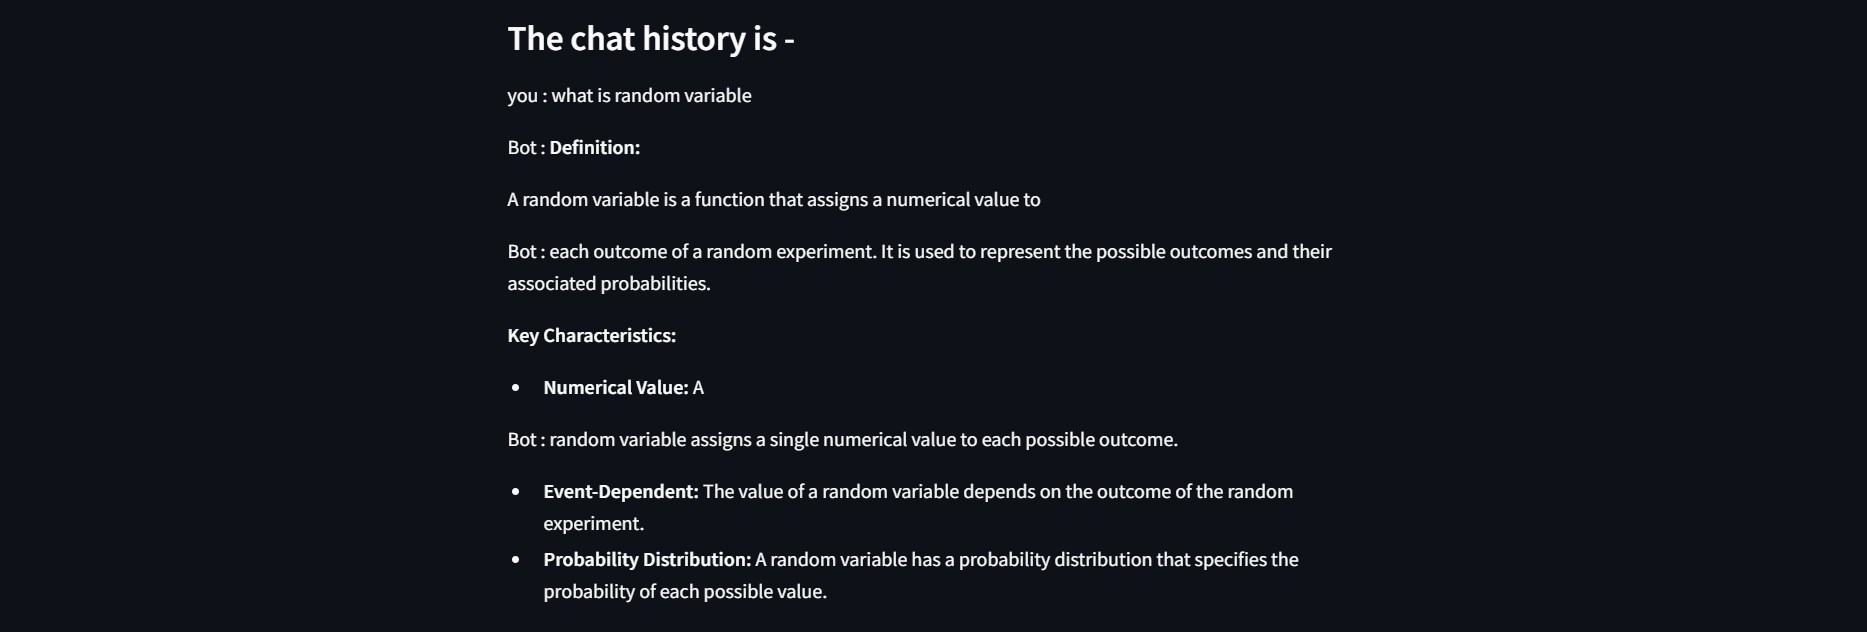 The chat history is -
you : what is random variable
Bot : Definition:
A random variable is a function that assigns a numerical value to
Bot : each outcome of a random experiment. It is used to represent the possible outcomes and their
associated probabilities.
Key Characteristics:
• Numerical Value: A
Bot : random variable assigns a single numerical value to each possible outcome.
• Event-Dependent: The value of a random variable depends on the outcome of the random
experiment.
• Probability Distribution: A random variable has a probability distribution that specifies the
probability of each possible value.